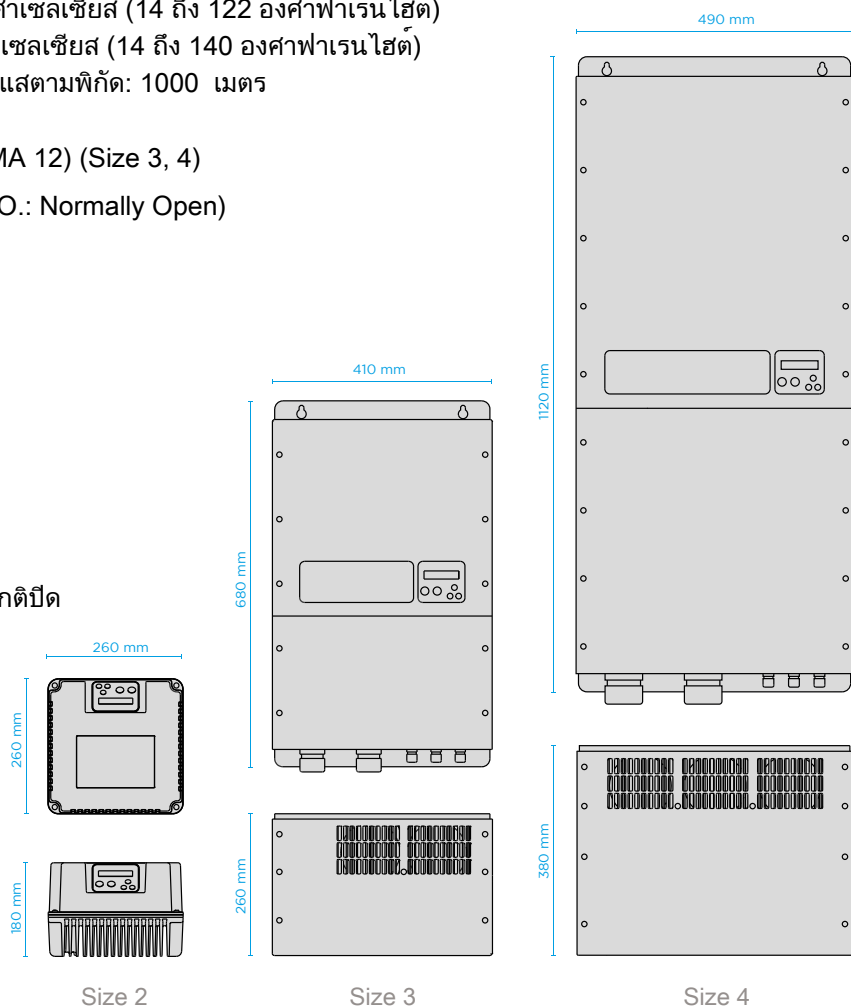 ศาเซลเซียส (14 ถึง 122 องศาฟาเรนไฮต์)
เซลเซียส (14 ถึง 140 องศาฟาเรนไฮต์)
แสตามพิกัด: 1000 เมตร
MA 12) (Size 3, 4)
O.: Normally Open)
กติปิด
490 mm
1120 mm
410 mm
680 mm
260 mm
260 mm
180 mm
260 mm
380 mm
Size 2
Size 3
Size 4